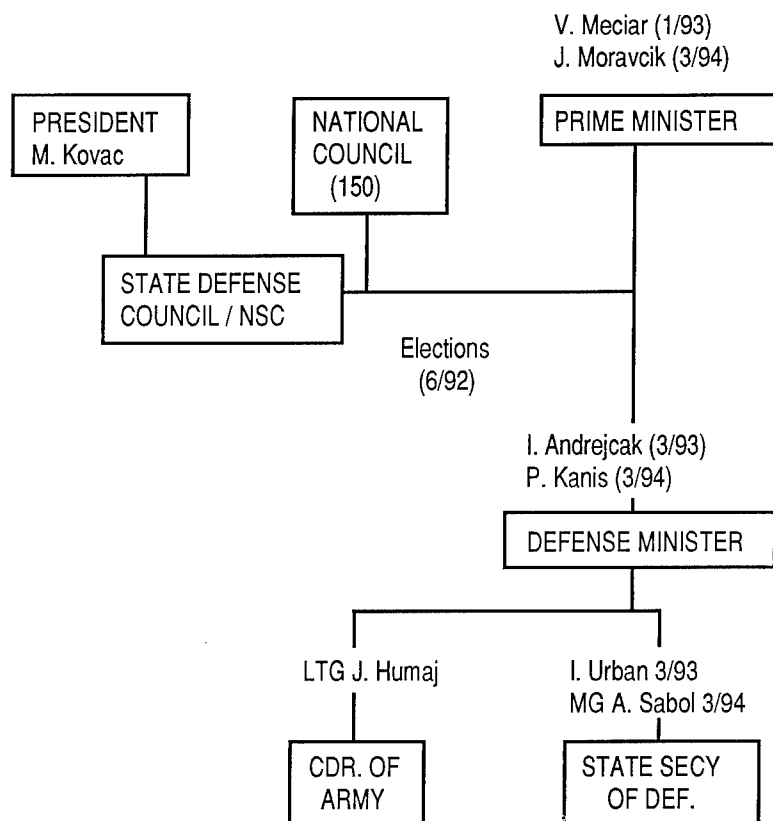 V. Meciar (1/93)
J. Moravcik (3/94)
PRESIDENT
M. Kovac
NATIONAL
COUNCIL
(150)
PRIME MINISTER
STATE DEFENSE
COUNCIL / NSC
Elections
(6/92)
I. Andrejcak (3/93)
P. Kanis (3/94)
DEFENSE MINISTER
LTG J. Humaj
I. Urban 3/93
MG A. Sabol 3/94
CDR. OF
ARMY
STATE SECY
OF DEF.